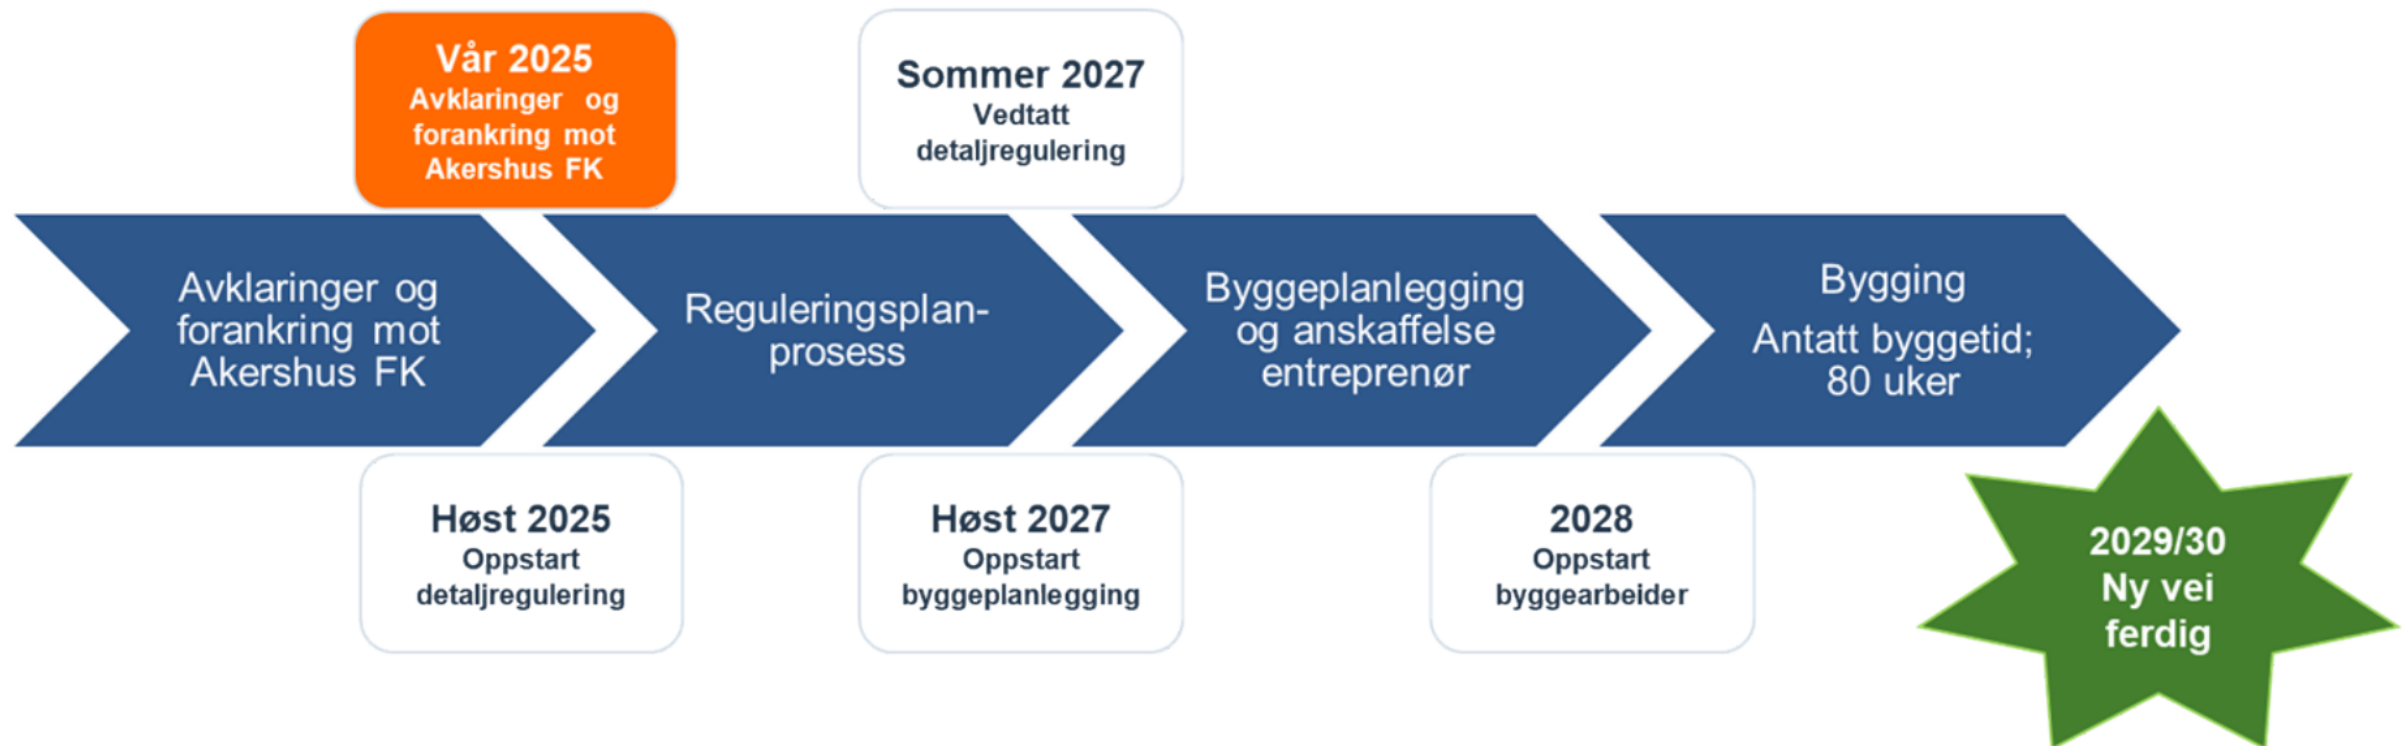 Vår 2025
Avklaringer og
forankring mot
Akershus FK
Sommer 2027
Vedtatt
detaljregulering
Avklaringer og
forankring mot
Akershus FK
Reguleringsplan-
prosess
Byggeplanlegging
og anskaffelse
entreprenør
Bygging
Antatt byggetid;
80 uker
Høst 2025
Oppstart
detaljregulering
Høst 2027
Oppstart
byggeplanlegging
2028
Oppstart
byggearbeider
2029/30
Ny vei
ferdig